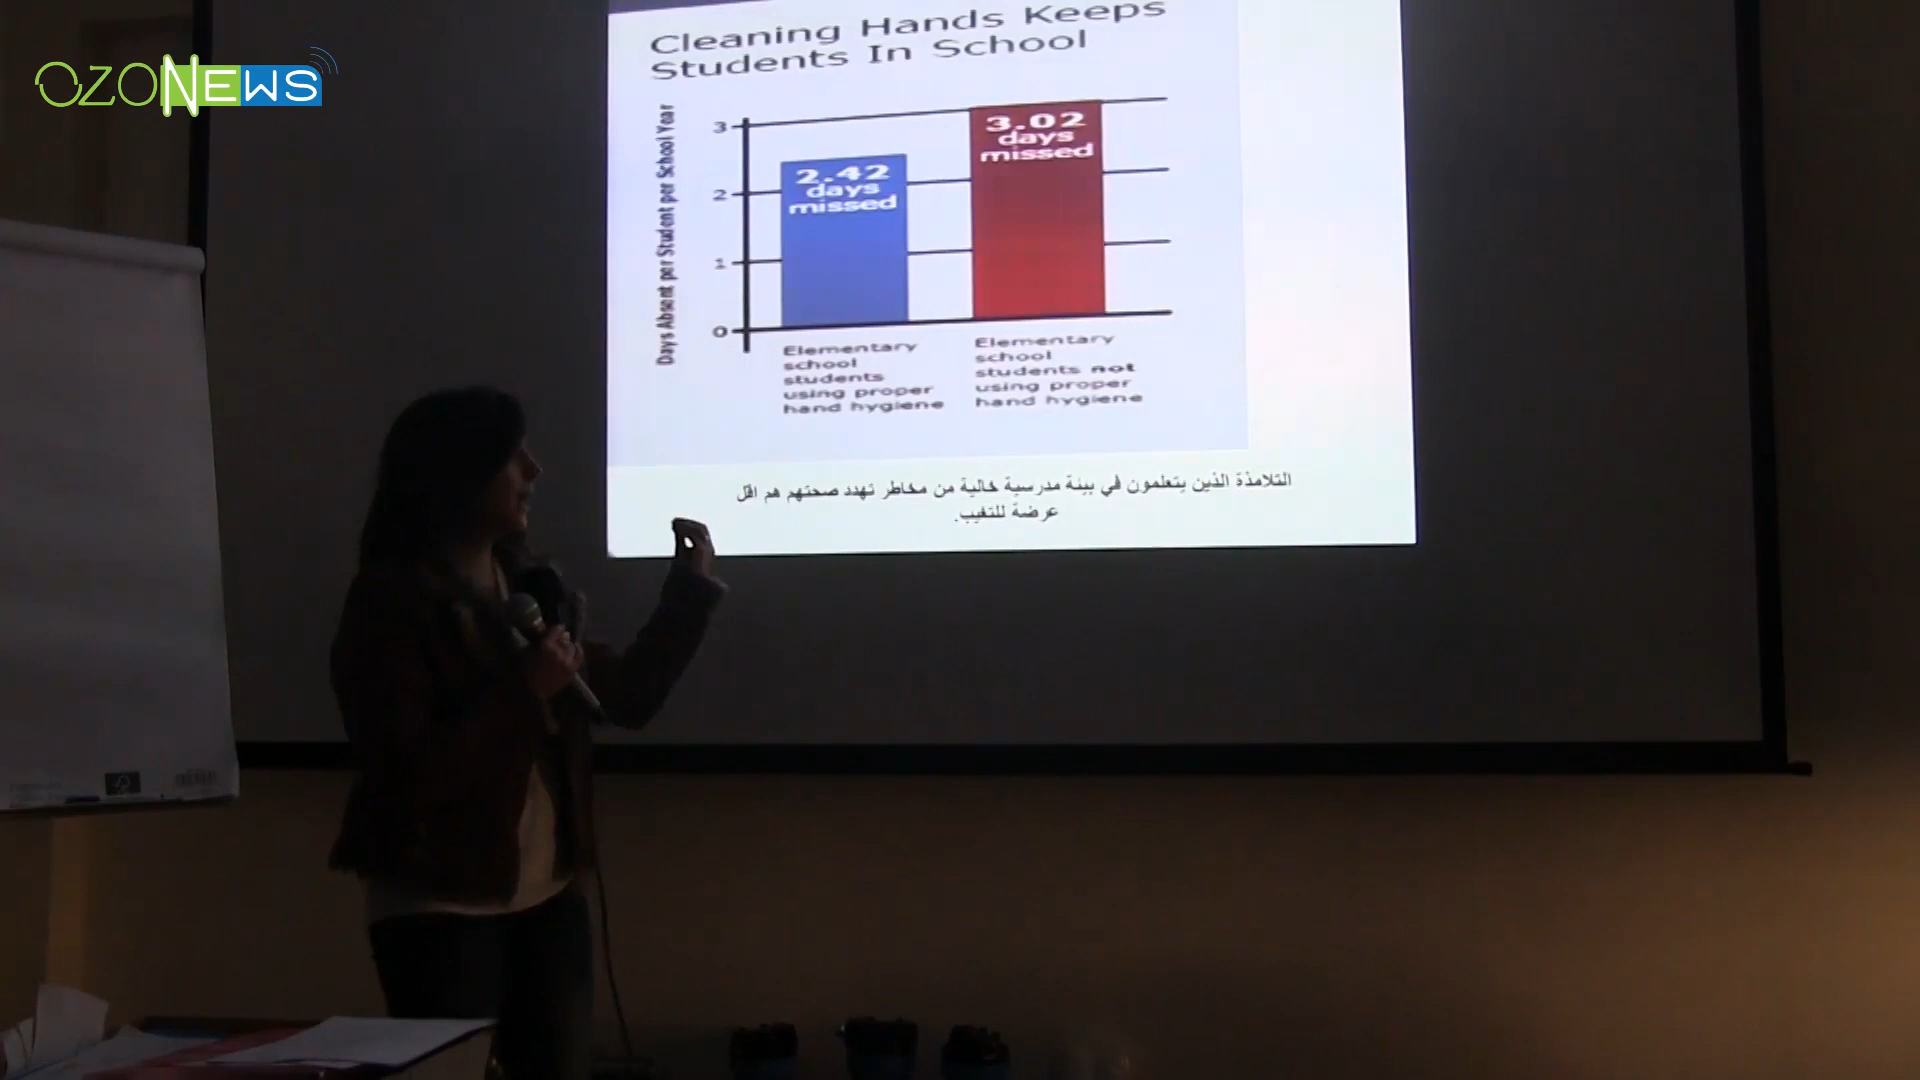 OZONEWS
Cleaning Hands Keeps
Students In School
Days Absent per Student per School Year
3
2
1
0
2.42
days
missed
3.02
days
missed
Elementary
school
students
using proper
hand hygiene
Elementary
school
students not
using proper
hand hygiene
التلامذة الذين يتعلمون في بيئة مدرسية خالية من مخاطر تهدد صحتهم هم اقل
عرضة للتغيب.